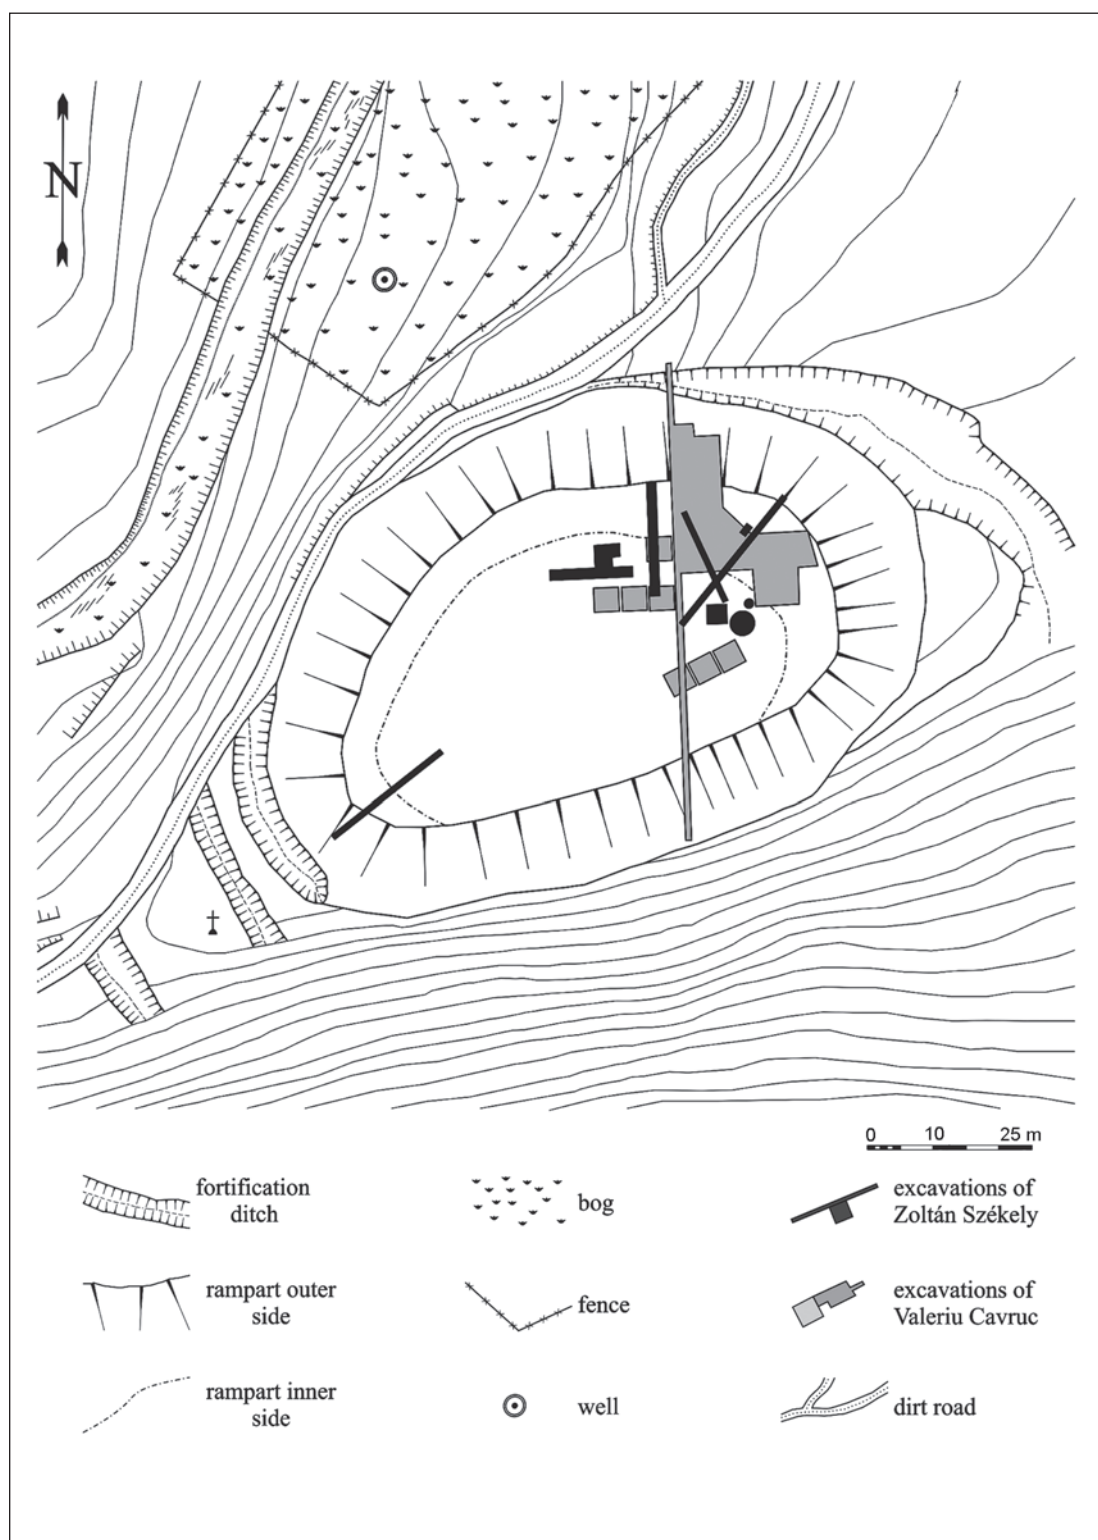 N
0 10 25 m
fortification
ditch
bog
excavations of
Zoltán Székely
rampart outer
side
fence
excavations of
Valeriu Cavruc
rampart inner
side
well
dirt road